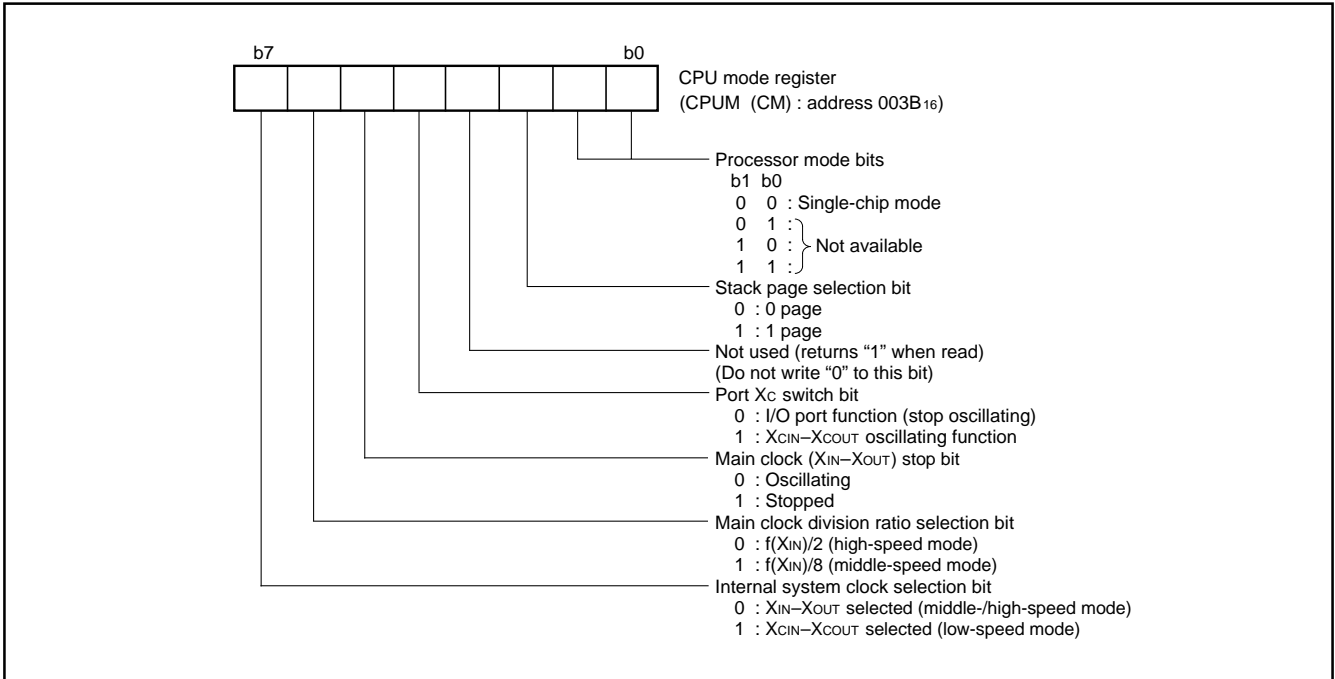 b7 b0
CPU mode register
(CPUM (CM) : address 003B16)
Processor mode bits
b1 b0
0 0 : Single-chip mode
0 1 :
1 0 : Not available
1 1 :
Stack page selection bit
0 : 0 page
1 : 1 page
Not used (returns “1” when read)
(Do not write “0” to this bit)
Port XC switch bit
0 : I/O port function (stop oscillating)
1 : XCIN–XCOUT oscillating function
Main clock (XIN–XOUT) stop bit
0 : Oscillating
1 : Stopped
Main clock division ratio selection bit
0 : f(XIN)/2 (high-speed mode)
1 : f(XIN)/8 (middle-speed mode)
Internal system clock selection bit
0 : XIN–XOUT selected (middle-/high-speed mode)
1 : XCIN–XCOUT selected (low-speed mode)